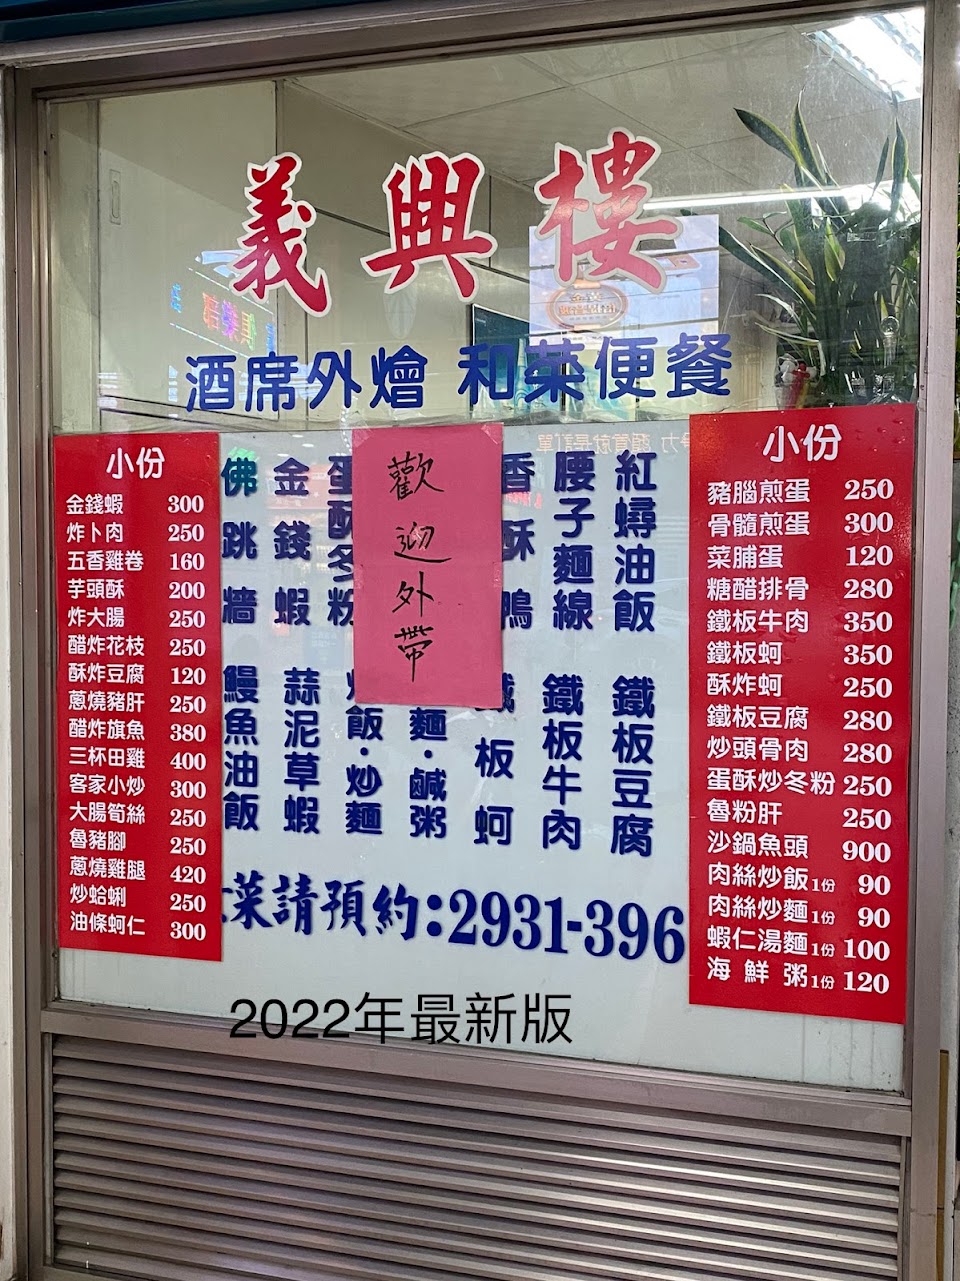 義興樓
酒席外燴 和菜便餐
小份
金錢蝦 300
炸卜肉 250
五香雞卷 160
芋頭酥 200
炸大腸 250
醋炸花枝 250
酥炸豆腐 120
蔥燒豬肝 250
醋炸旗魚 380
三杯田雞 400
客家小炒 300
大腸筍絲 250
魯豬腳 250
蔥燒雞腿 420
炒蛤蜊 250
油條蚵仁 300
歡迎外帶
紅蟳油飯
腰子麵線
香酥鴨
蛋酥冬粉
金錢蝦
佛跳牆
鐵板豆腐
鐵板牛肉
鐵板蚵
麵·鹹粥
炒飯·炒麵
蒜泥草蝦
鰻魚油飯
菜請預約:2931-396
小份
豬腦煎蛋 250
骨髓煎蛋 300
菜脯蛋 120
糖醋排骨 280
鐵板牛肉 350
鐵板蚵 350
酥炸蚵 250
鐵板豆腐 280
炒頭骨肉 280
蛋酥炒冬粉 250
魯粉肝 250
沙鍋魚頭 900
肉絲炒飯1份 90
肉絲炒麵1份 90
蝦仁湯麵1份 100
海鮮粥1份 120
2022年最新版